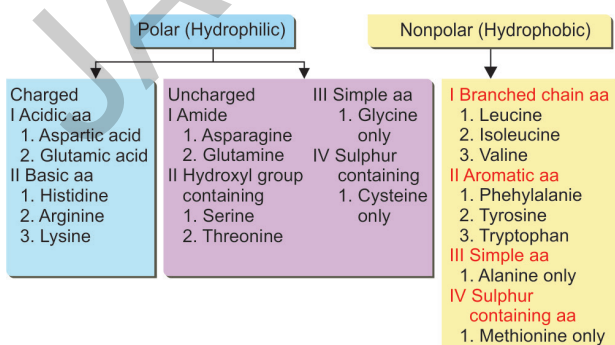 Polar (Hydrophilic)
Nonpolar (Hydrophobic)
Charged
I Acidic aa
1. Aspartic acid
2. Glutamic acid
II Basic aa
1. Histidine
2. Arginine
3. Lysine
Uncharged
I Amide
1. Asparagine
2. Glutamine
II Hydroxyl group
containing
1. Serine
2. Threonine
III Simple aa
1. Glycine
only
IV Sulphur
containing
1. Cysteine
only
I Branched chain aa
1. Leucine
2. Isoleucine
3. Valine
II Aromatic aa
1. Phehylalanie
2. Tyrosine
3. Tryptophan
III Simple aa
1. Alanine only
IV Sulphur
containing aa
1. Methionine only